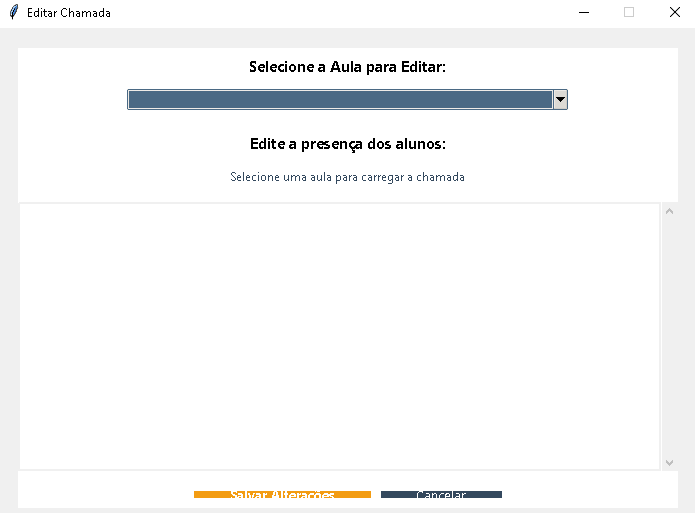 Editar Chamada
Selecione a Aula para Editar:
Edite a presença dos alunos:
Selecione uma aula para carregar a chamada
Salvar Alterações
Cancelar